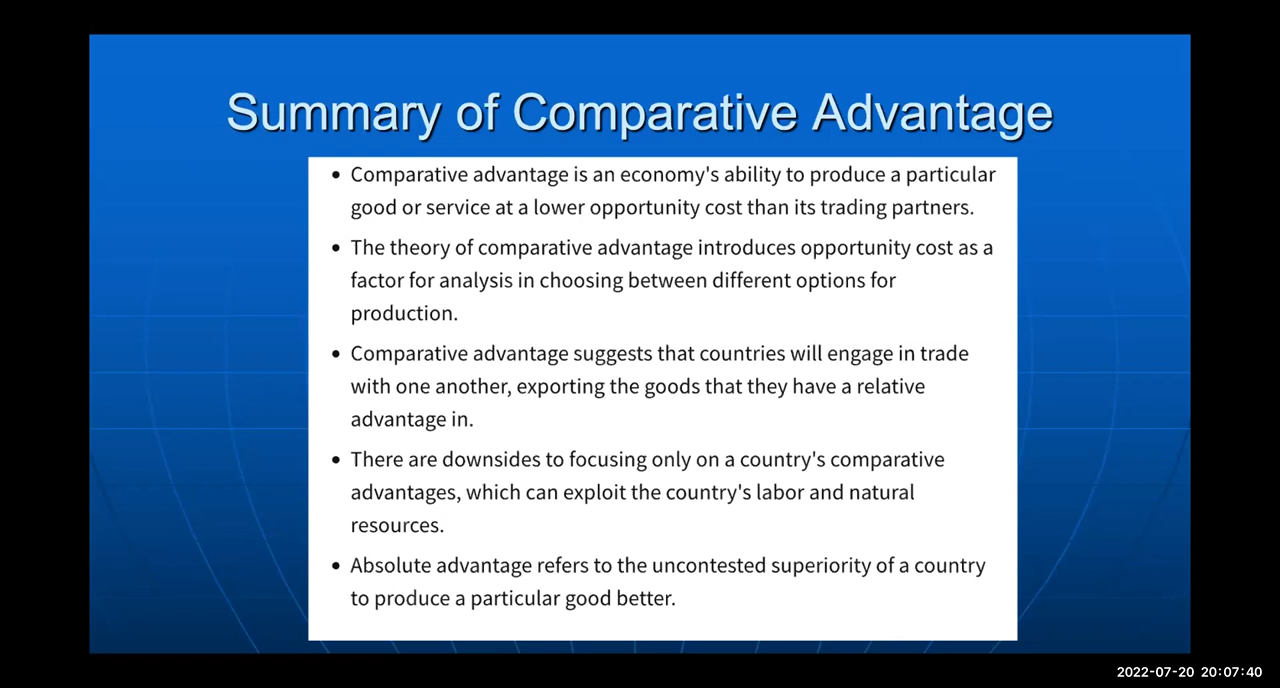 Summary of Comparative Advantage
• Comparative advantage is an economy's ability to produce a particular
good or service at a lower opportunity cost than its trading partners.
• The theory of comparative advantage introduces opportunity cost as a
factor for analysis in choosing between different options for
production.
• Comparative advantage suggests that countries will engage in trade
with one another, exporting the goods that they have a relative
advantage in.
• There are downsides to focusing only on a country's comparative
advantages, which can exploit the country's labor and natural
resources.
• Absolute advantage refers to the uncontested superiority of a country
to produce a particular good better.
2022-07-20 20:07:40